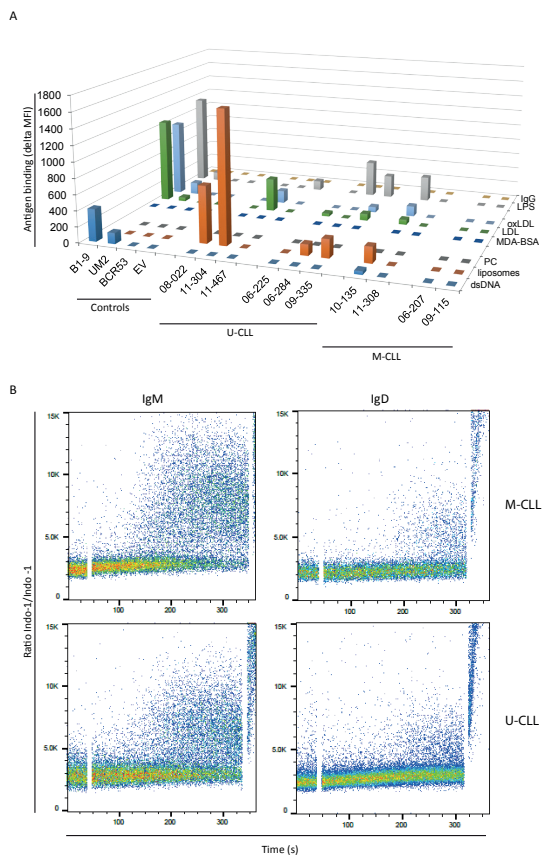 A
Antigen binding (delta MFI)
1800
1600
1400
1200
1000
800
600
400
200
0
B1-9
UM2
BCR53
EV
08-022
11-304
11-467
06-225
06-284
09-335
10-135
11-308
06-207
09-115
IgG
LPS
oxLDL
LDL
MDA-BSA
PC
liposomes
dsDNA
Controls
U-CLL
M-CLL
B
IgM
IgD
Ratio Indo-1/Indo -1
15K
10K
5.0K
0
100
200
300
15K
10K
5.0K
0
100
200
300
M-CLL
15K
10K
5.0K
0
100
200
300
15K
10K
5.0K
0
100
200
300
U-CLL
Time (s)